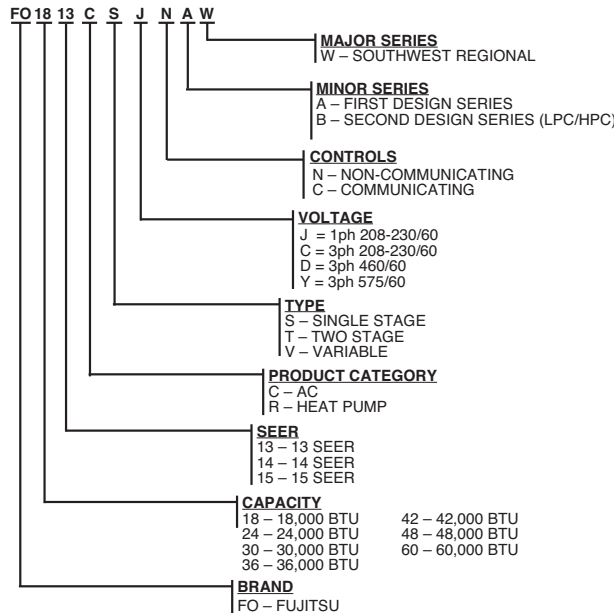 FO 18 13 C S J N A W
MAJOR SERIES
W – SOUTHWEST REGIONAL
MINOR SERIES
A – FIRST DESIGN SERIES
B – SECOND DESIGN SERIES (LPC/HPC)
CONTROLS
N – NON-COMMUNICATING
C – COMMUNICATING
VOLTAGE
J = 1ph 208-230/60
C = 3ph 208-230/60
D = 3ph 460/60
Y = 3ph 575/60
TYPE
S – SINGLE STAGE
T – TWO STAGE
V – VARIABLE
PRODUCT CATEGORY
C – AC
R – HEAT PUMP
SEER
13 – 13 SEER
14 – 14 SEER
15 – 15 SEER
CAPACITY
18 – 18,000 BTU 42 – 42,000 BTU
24 – 24,000 BTU 48 – 48,000 BTU
30 – 30,000 BTU 60 – 60,000 BTU
36 – 36,000 BTU
BRAND
FO – FUJITSU